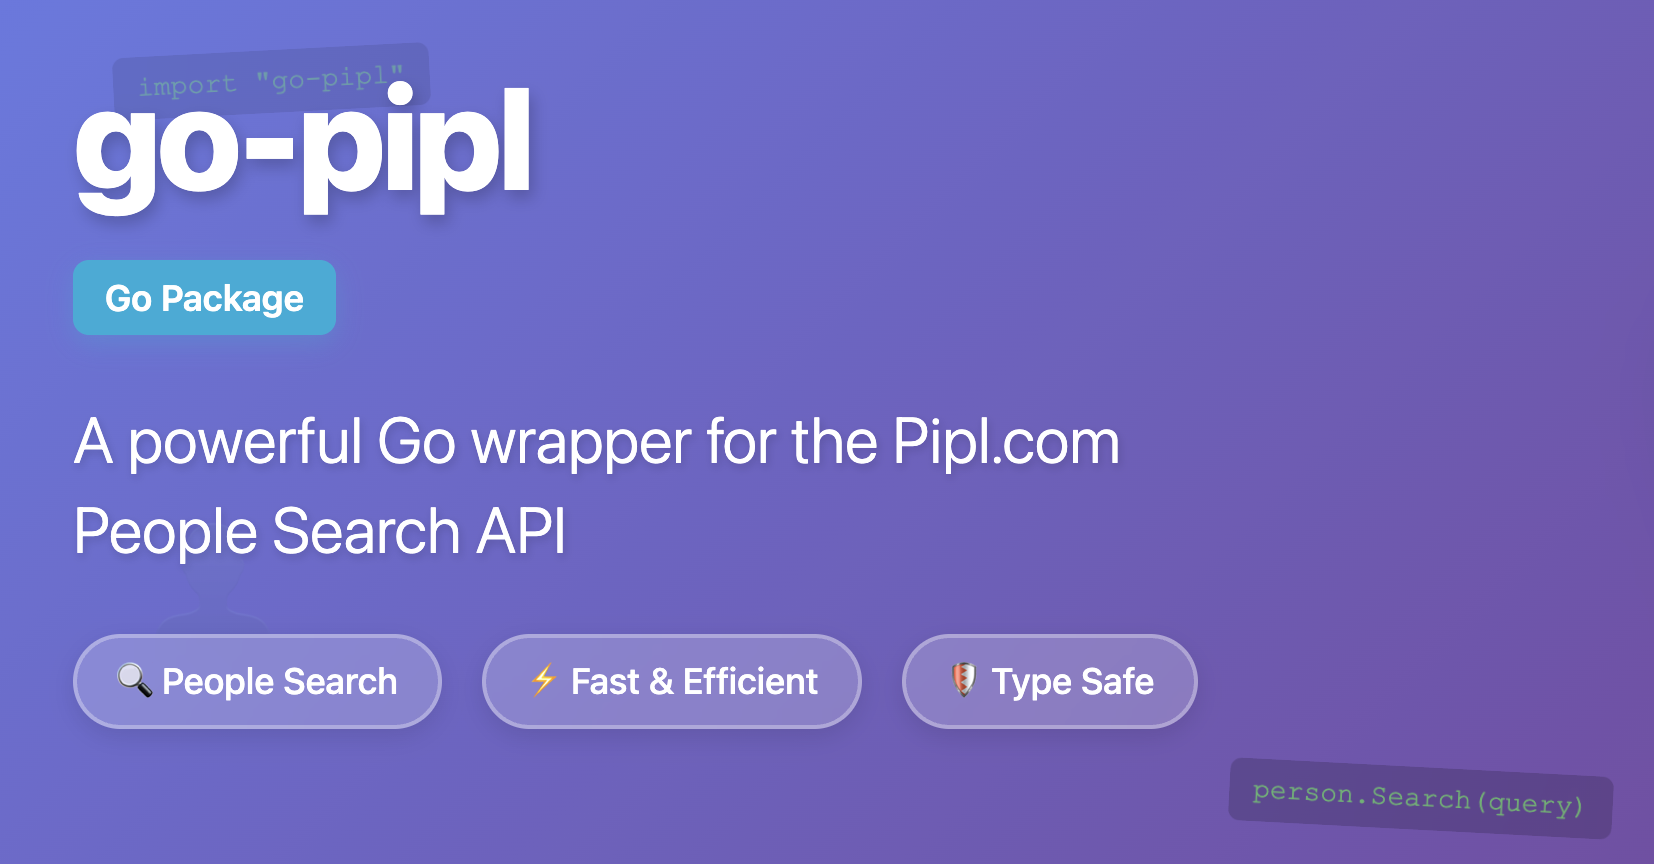 import "go-pipl"
go-pipl
Go Package
A powerful Go wrapper for the Pipl.com
People Search API
People Search
Fast & Efficient
Type Safe
person.Search(query)